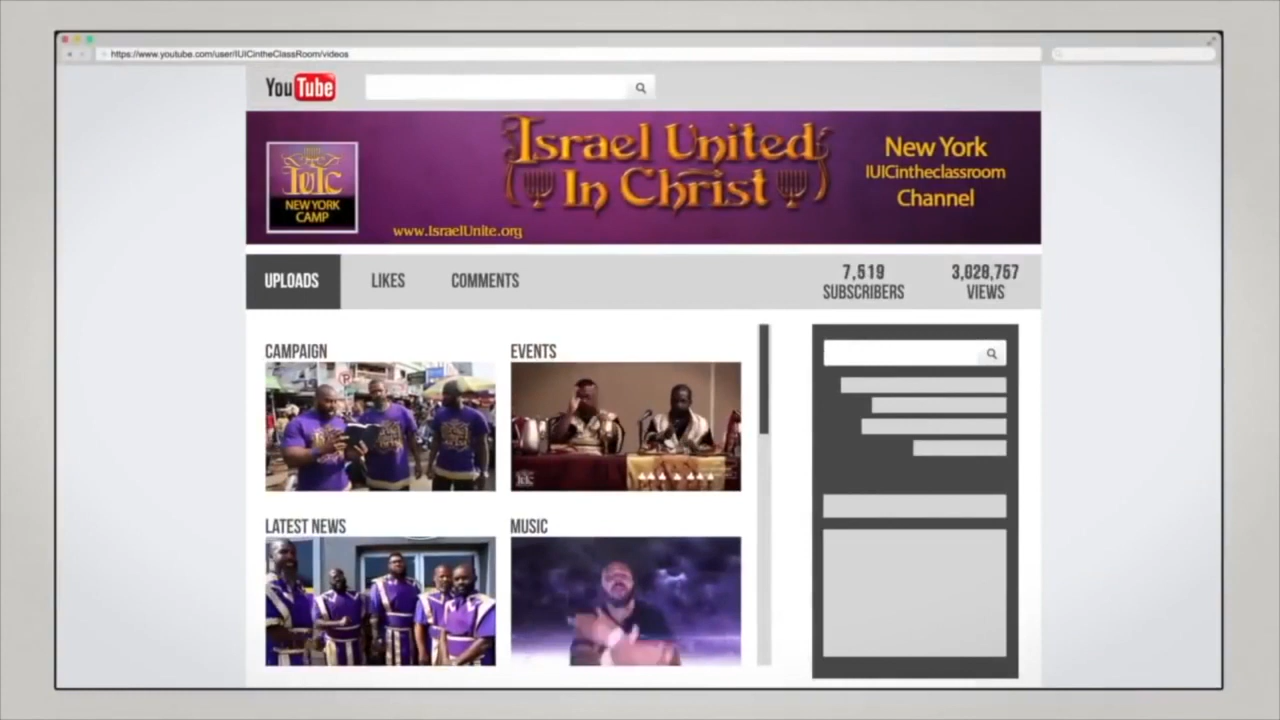 https://www.youtube.com/user/IUICintheClassRoom/videos
YouTube
Israel United
In Christ
New York
IUICintheclassroom
Channel
IUIC
NEW YORK
CAMP
www.IsraelUnite.org
UPLOADS
LIKES
COMMENTS
7,519
SUBSCRIBERS
3,028,757
VIEWS
CAMPAIGN
EVENTS
P
IUIC
LATEST NEWS
MUSIC